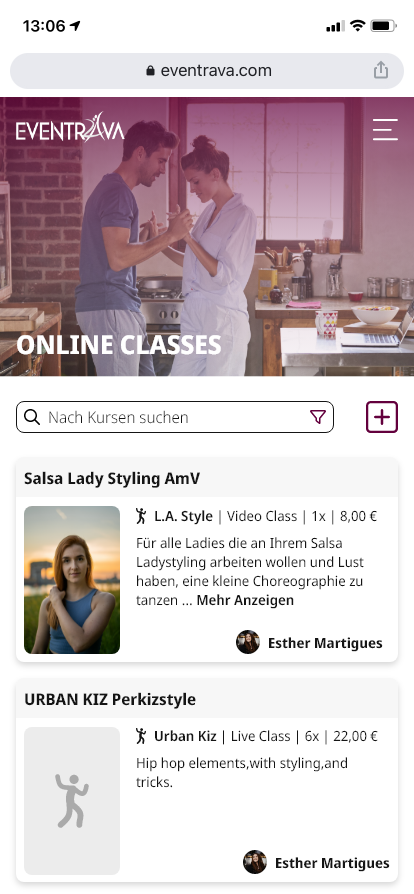 13:06
eventrava.com
EVENTRAVA
ONLINE CLASSES
Nach Kursen suchen
Salsa Lady Styling AmV
L.A. Style | Video Class | 1x | 8,00 €
Für alle Ladies die an Ihrem Salsa
Ladystyling arbeiten wollen und Lust
haben, eine kleine Choreographie zu
tanzen ... Mehr Anzeigen
Esther Martigues
URBAN KIZ Perkizstyle
Urban Kiz | Live Class | 6x | 22,00 €
Hip hop elements,with styling,and
tricks.
Esther Martigues